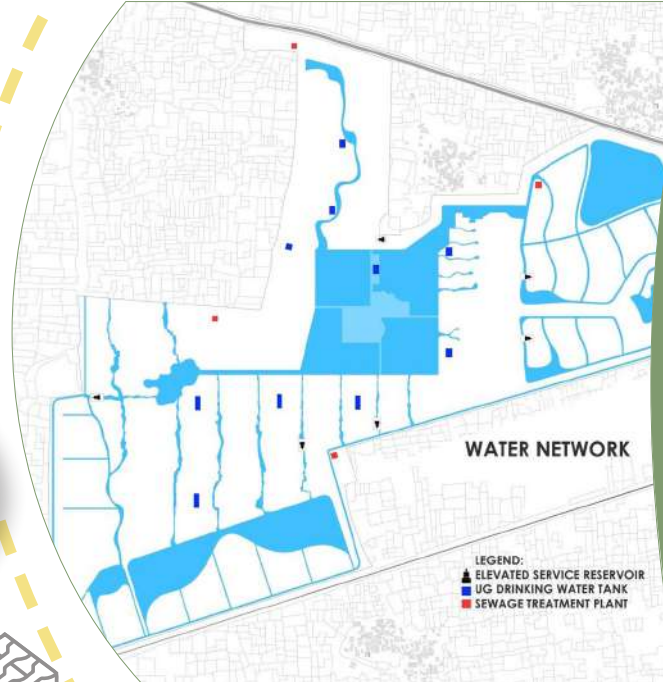 WATER NETWORK
LEGEND:
ELEVATED SERVICE RESERVOIR
UG DRINKING WATER TANK
SEWAGE TREATMENT PLANT